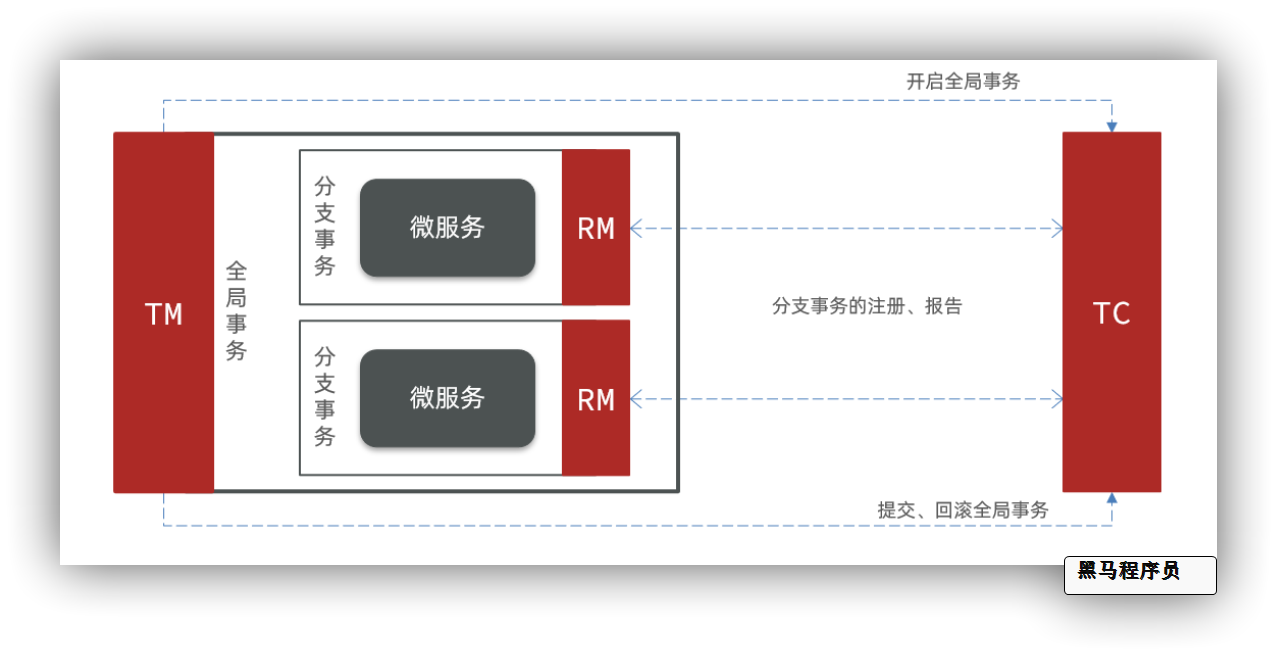 开启全局事务
TM
全局事务
分支事务
微服务
RM
分支事务的注册、报告
TC
分支事务
微服务
RM
提交、回滚全局事务
黑马程序员